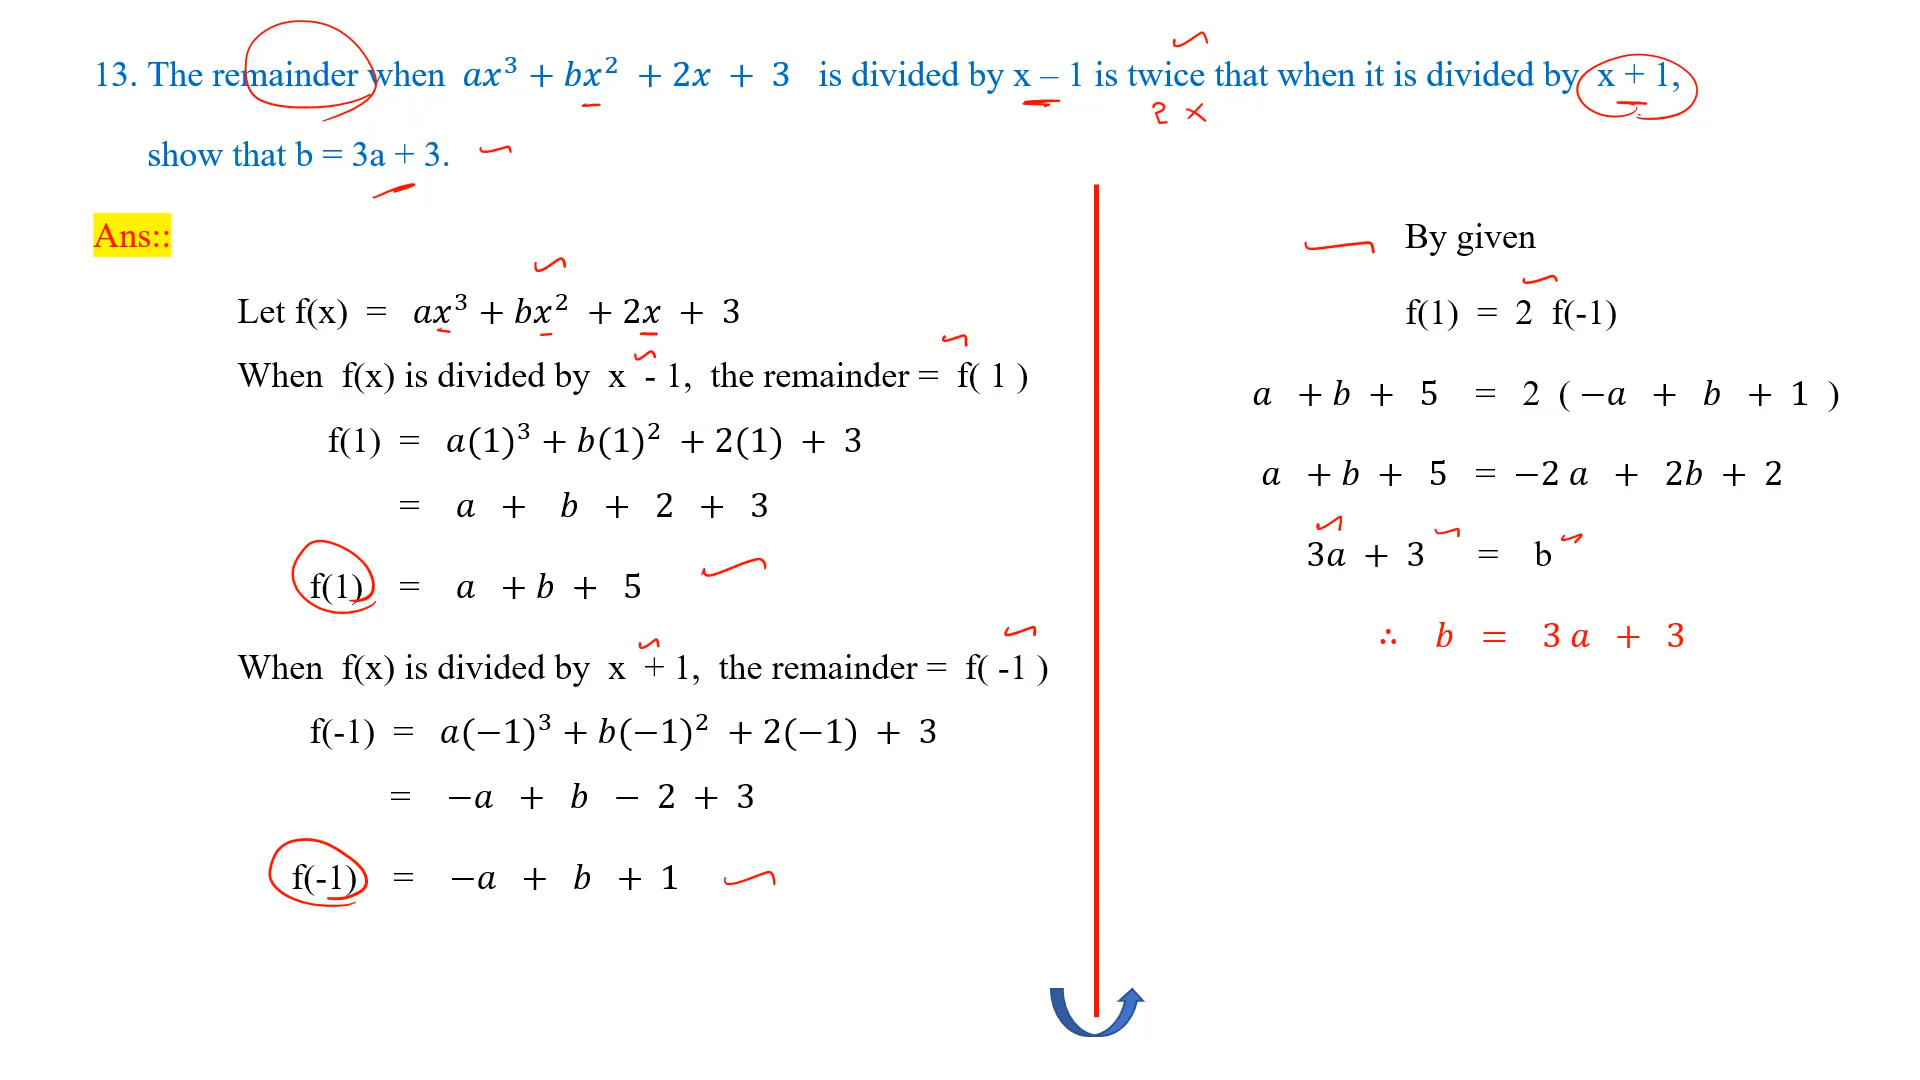 13. The remainder when ax³ + bx² + 2x + 3 is divided by x – 1 is twice that when it is divided by x + 1,
2 x
show that b = 3a + 3.
Ans::
Let f(x) = ax³ + bx² + 2x + 3
When f(x) is divided by x - 1, the remainder = f( 1 )
f(1) = a(1)³ + b(1)² + 2(1) + 3
= a + b + 2 + 3
f(1) = a + b + 5
When f(x) is divided by x + 1, the remainder = f( -1 )
f(-1) = a(−1)³ + b(−1)² + 2(−1) + 3
= −a + b − 2 + 3
f(-1) = −a + b + 1
By given
f(1) = 2 f(-1)
a + b + 5 = 2 ( −a + b + 1 )
a + b + 5 = −2 a + 2b + 2
3a + 3 = b
∴ b = 3 a + 3